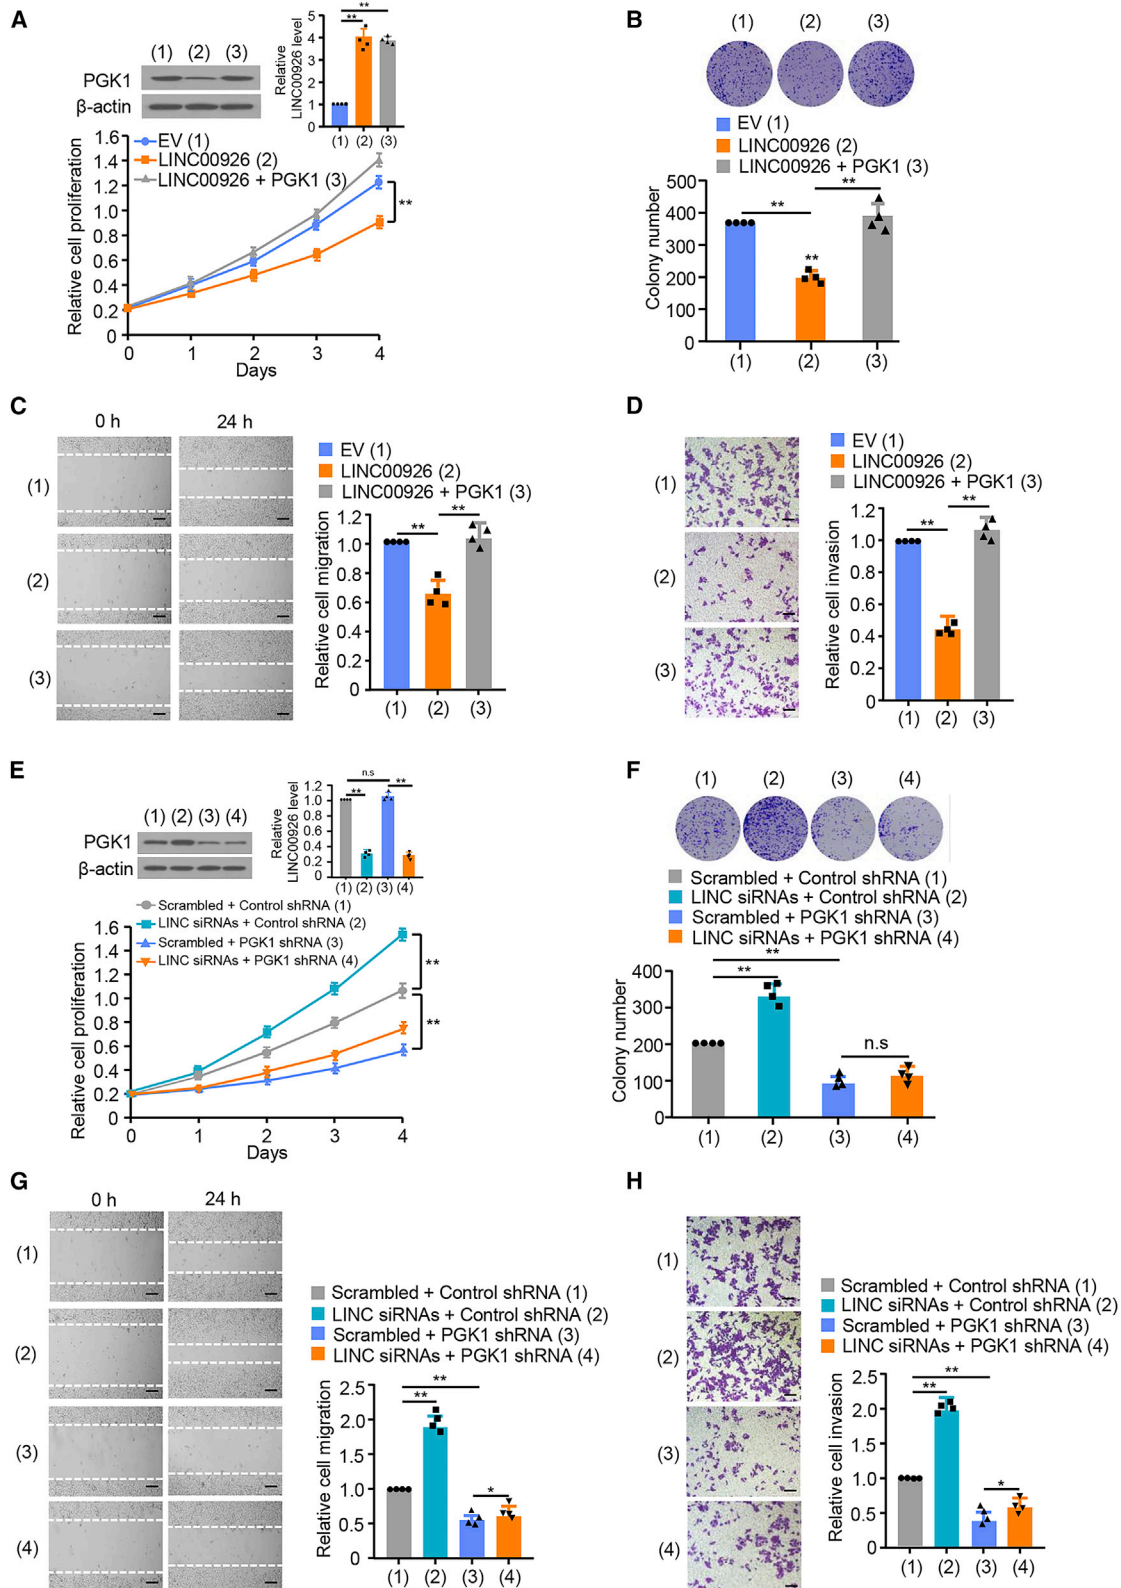 A
(1) (2) (3)
PGK1
β-actin
Relative
LINC00926 level
5
4
3
2
1
0
** **
(1) (2) (3)
EV (1)
LINC00926 (2)
LINC00926 + PGK1 (3)
Relative cell proliferation
1.6
1.4
1.2
1.0
0.8
0.6
0.4
0.2
0
**
0 1 2 3 4
Days
B
(1) (2) (3)
EV (1)
LINC00926 (2)
LINC00926 + PGK1 (3)
Colony number
500
400
300
200
100
0
** ** **
(1) (2) (3)
C
0 h 24 h
(1)
(2)
(3)
EV (1)
LINC00926 (2)
LINC00926 + PGK1 (3)
Relative cell migration
1.2
1.0
0.8
0.6
0.4
0.2
0
** **
(1) (2) (3)
D
(1)
(2)
(3)
EV (1)
LINC00926 (2)
LINC00926 + PGK1 (3)
Relative cell invasion
1.2
1.0
0.8
0.6
0.4
0.2
0
** **
(1) (2) (3)
E
(1) (2) (3) (4)
PGK1
β-actin
Relative
LINC00926 level
1.2
1.0
0.8
0.6
0.4
0.2
0
n.s
** **
(1) (2) (3) (4)
Scrambled + Control shRNA (1)
LINC siRNAs + Control shRNA (2)
Scrambled + PGK1 shRNA (3)
LINC siRNAs + PGK1 shRNA (4)
Relative cell proliferation
1.6
1.4
1.2
1.0
0.8
0.6
0.4
0.2
0
**
**
0 1 2 3 4
Days
F
(1) (2) (3) (4)
Scrambled + Control shRNA (1)
LINC siRNAs + Control shRNA (2)
Scrambled + PGK1 shRNA (3)
LINC siRNAs + PGK1 shRNA (4)
Colony number
400
300
200
100
0
**
**
n.s
(1) (2) (3) (4)
G
0 h 24 h
(1)
(2)
(3)
(4)
Scrambled + Control shRNA (1)
LINC siRNAs + Control shRNA (2)
Scrambled + PGK1 shRNA (3)
LINC siRNAs + PGK1 shRNA (4)
Relative cell migration
2.5
2.0
1.5
1.0
0.5
0
**
**
*
(1) (2) (3) (4)
H
(1)
(2)
(3)
(4)
Scrambled + Control shRNA (1)
LINC siRNAs + Control shRNA (2)
Scrambled + PGK1 shRNA (3)
LINC siRNAs + PGK1 shRNA (4)
Relative cell invasion
2.5
2.0
1.5
1.0
0.5
0
**
**
*
(1) (2) (3) (4)